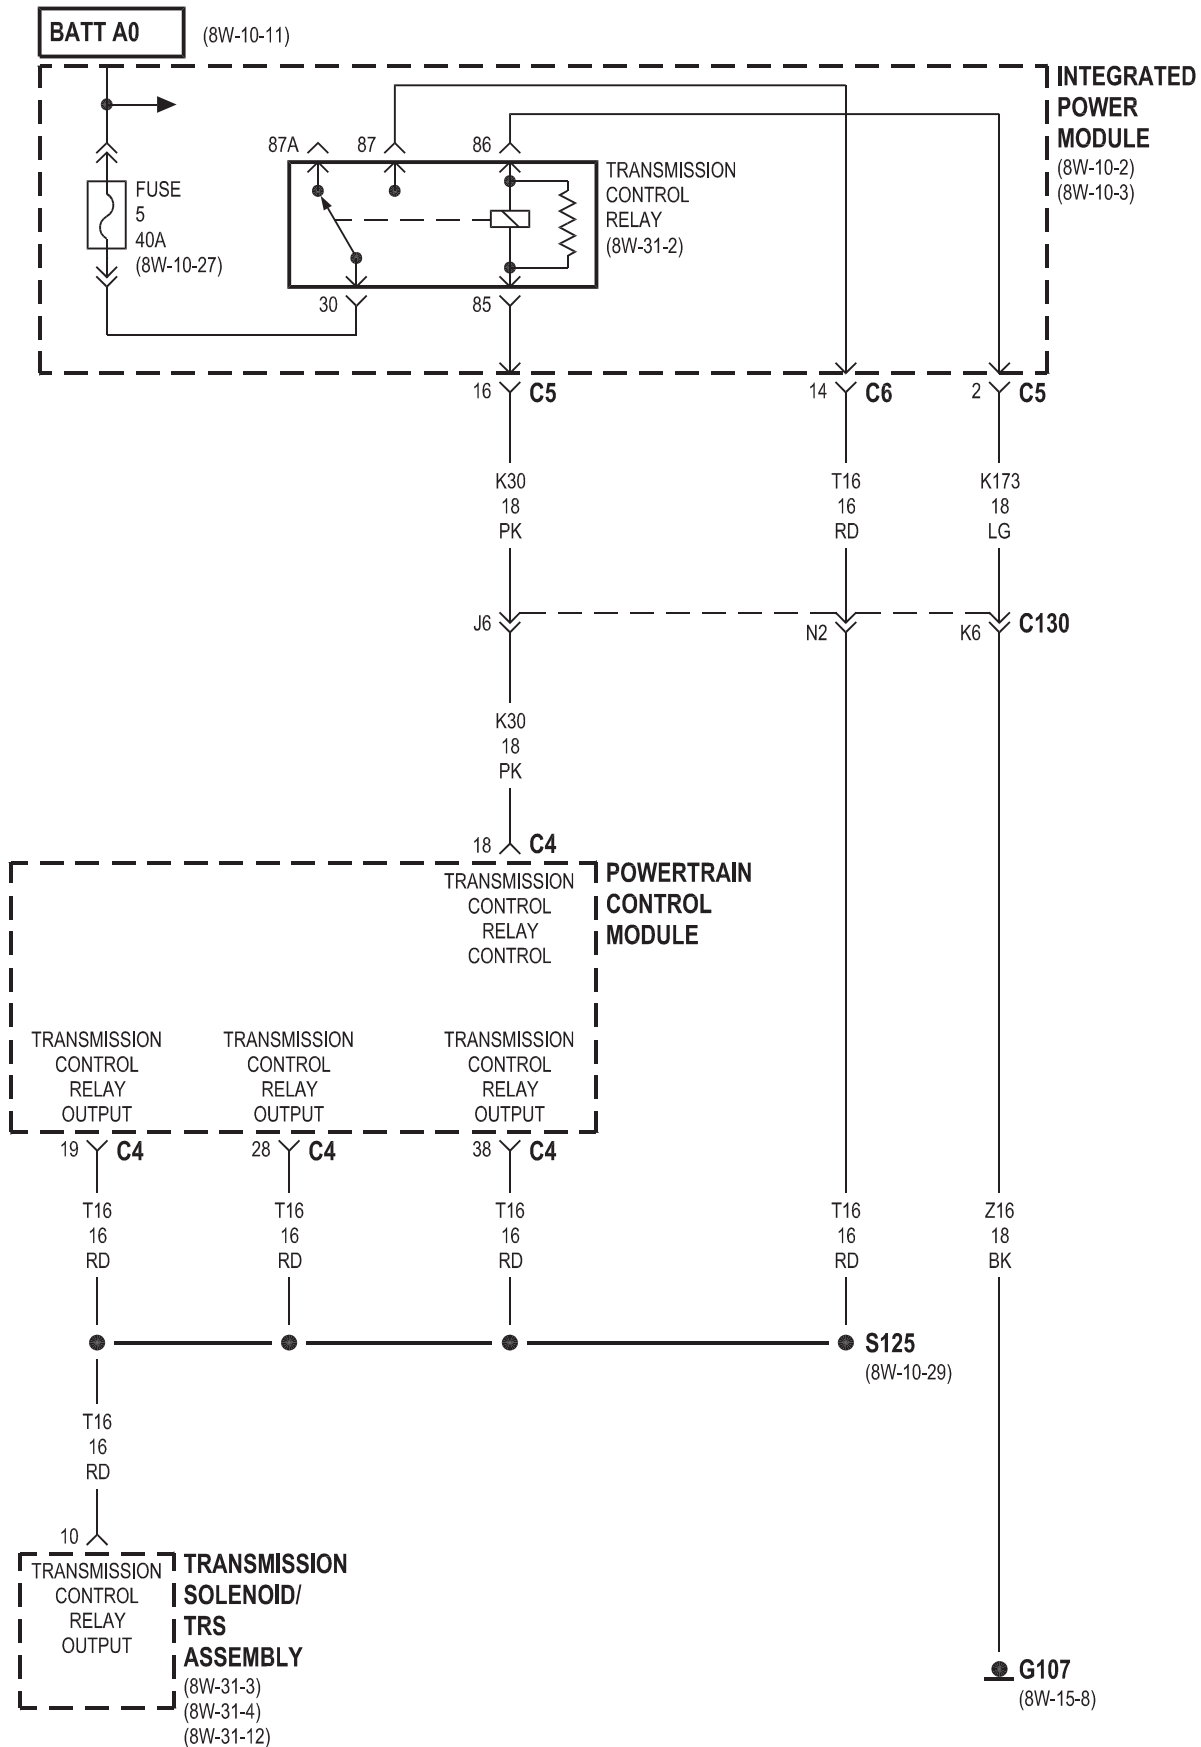 BATT A0
(8W-10-11)
INTEGRATED
POWER
MODULE
(8W-10-2)
(8W-10-3)
87A
87
86
TRANSMISSION
CONTROL
RELAY
(8W-31-2)
FUSE
5
40A
(8W-10-27)
30
85
16
C5
14
C6
2
C5
K30
18
PK
T16
16
RD
K173
18
LG
J6
N2
K6
C130
K30
18
PK
18
C4
POWERTRAIN
CONTROL
MODULE
TRANSMISSION
CONTROL
RELAY
CONTROL
TRANSMISSION
CONTROL
RELAY
OUTPUT
TRANSMISSION
CONTROL
RELAY
OUTPUT
TRANSMISSION
CONTROL
RELAY
OUTPUT
19
C4
28
C4
38
C4
T16
16
RD
T16
16
RD
T16
16
RD
T16
16
RD
Z16
18
BK
S125
(8W-10-29)
T16
16
RD
10
TRANSMISSION
CONTROL
RELAY
OUTPUT
TRANSMISSION
SOLENOID/
TRS
ASSEMBLY
(8W-31-3)
(8W-31-4)
(8W-31-12)
G107
(8W-15-8)